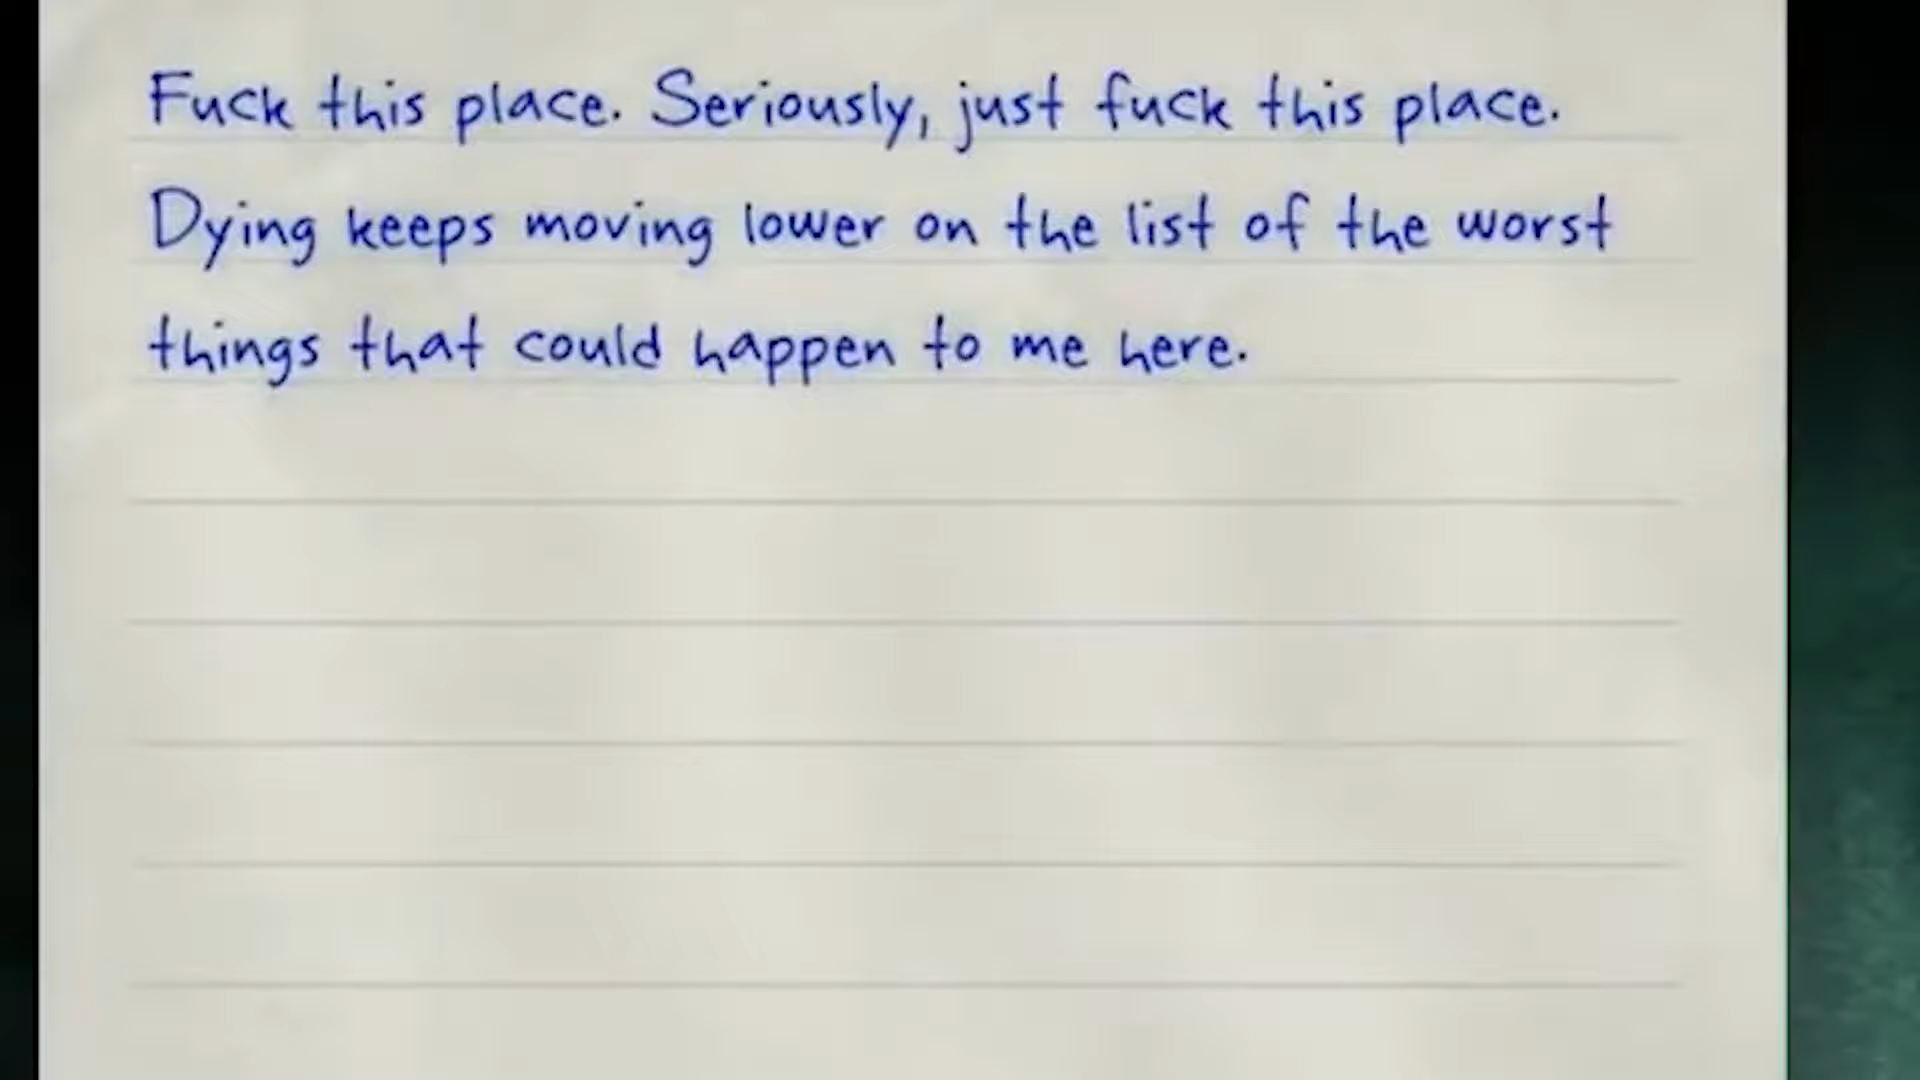 Fuck this place. Seriously, just fuck this place.
Dying keeps moving lower on the list of the worst
things that could happen to me here.